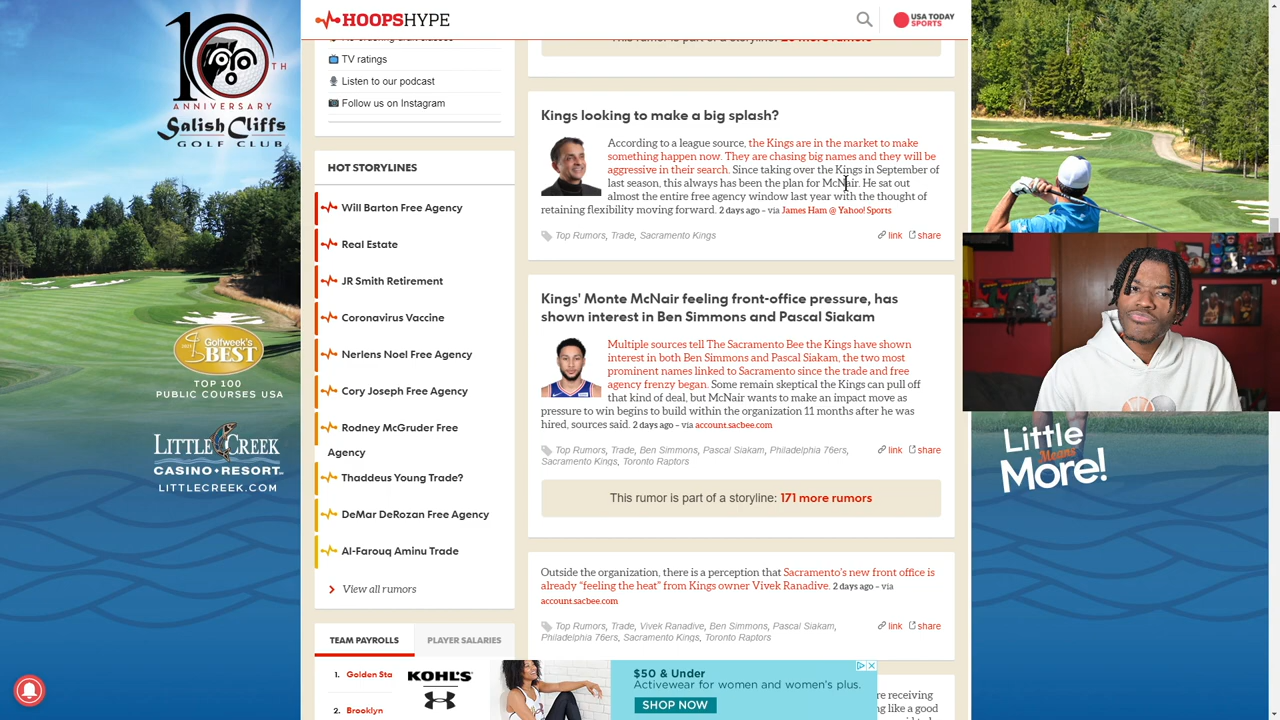 10TH
ANNIVERSARY
Salish Cliffs
GOLF CLUB
2021
Golfweek's
BEST
TOP 100
PUBLIC COURSES USA
LITTLE CREEK
CASINO • RESORT
LITTLECREEK.COM
HOOPSHYPE
USA TODAY
SPORTS
TV ratings
Listen to our podcast
Follow us on Instagram
HOT STORYLINES
Will Barton Free Agency
Real Estate
JR Smith Retirement
Coronavirus Vaccine
Nerlens Noel Free Agency
Cory Joseph Free Agency
Rodney McGruder Free
Agency
Thaddeus Young Trade?
DeMar DeRozan Free Agency
Al-Farouq Aminu Trade
View all rumors
TEAM PAYROLLS
PLAYER SALARIES
1. Golden Sta
2. Brooklyn
This rumor is part of a storyline: 20 more rumors
Kings looking to make a big splash?
According to a league source, the Kings are in the market to make
something happen now. They are chasing big names and they will be
aggressive in their search. Since taking over the Kings in September of
last season, this always has been the plan for McNair. He sat out
almost the entire free agency window last year with the thought of
retaining flexibility moving forward. 2 days ago – via James Ham @ Yahoo! Sports
Top Rumors, Trade, Sacramento Kings
link share
Kings' Monte McNair feeling front-office pressure, has
shown interest in Ben Simmons and Pascal Siakam
Multiple sources tell The Sacramento Bee the Kings have shown
interest in both Ben Simmons and Pascal Siakam, the two most
prominent names linked to Sacramento since the trade and free
agency frenzy began. Some remain skeptical the Kings can pull off
that kind of deal, but McNair wants to make an impact move as
pressure to win begins to build within the organization 11 months after he was
hired, sources said. 2 days ago – via account.sacbee.com
Top Rumors, Trade, Ben Simmons, Pascal Siakam, Philadelphia 76ers,
Sacramento Kings, Toronto Raptors
link share
This rumor is part of a storyline: 171 more rumors
Outside the organization, there is a perception that Sacramento's new front office is
already "feeling the heat" from Kings owner Vivek Ranadive. 2 days ago – via
account.sacbee.com
Top Rumors, Trade, Vivek Ranadive, Ben Simmons, Pascal Siakam,
Philadelphia 76ers, Sacramento Kings, Toronto Raptors
link share
re receiving
ng like a good
KOHL'S
UNDER ARMOUR
$50 & Under
Activewear for women and women's plus.
SHOP NOW
Little
Means
More!